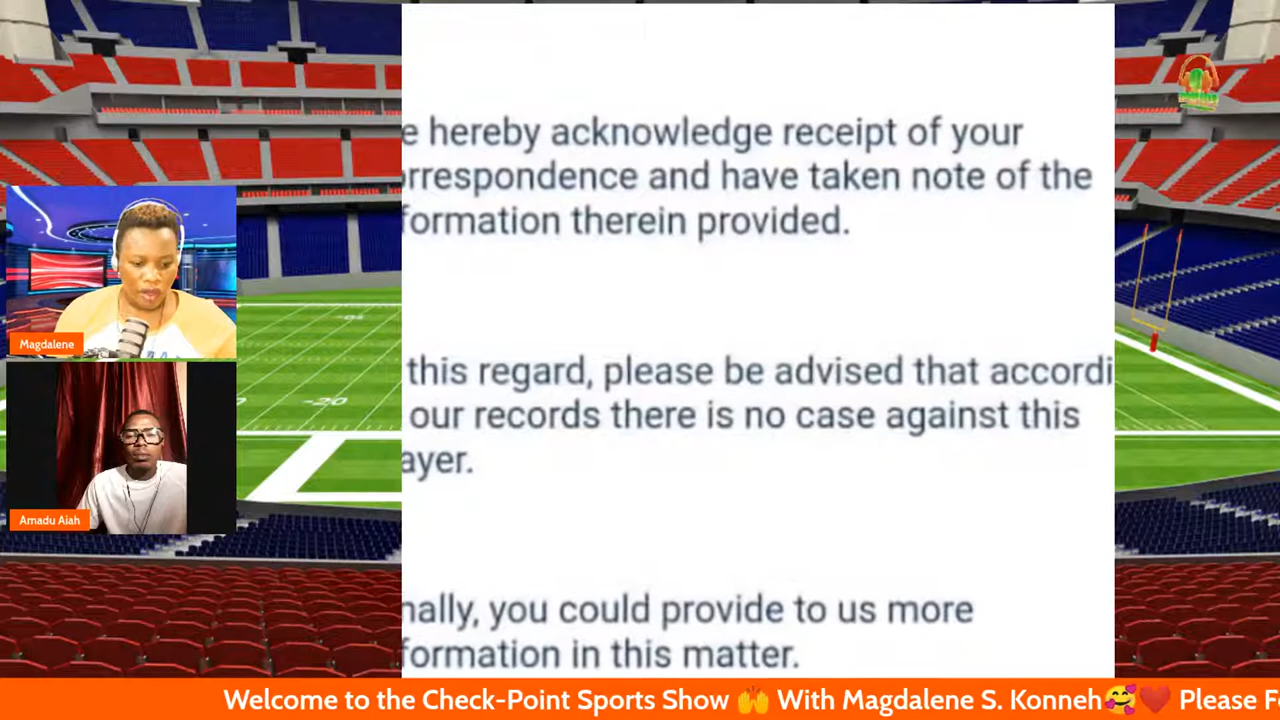 e hereby acknowledge receipt of your
rrespondence and have taken note of the
formation therein provided.
this regard, please be advised that accordi
our records there is no case against this
ayer.
nally, you could provide to us more
formation in this matter.
Magdalene
Amadu Aiah
-20
Welcome to the Check-Point Sports Show 🙌 With Magdalene S. Konneh🥰❤️ Please F